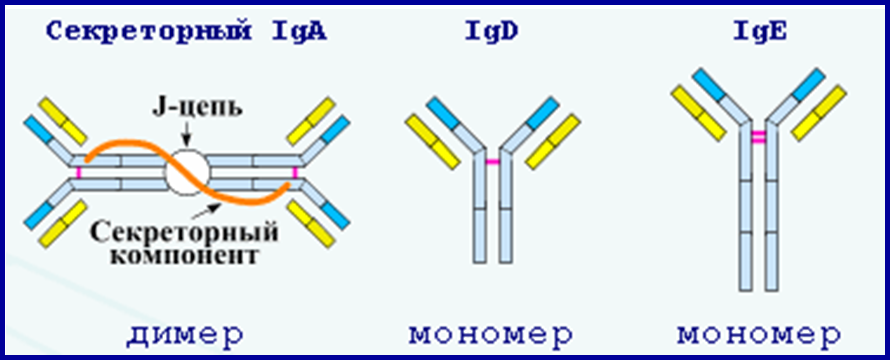 Секреторный IgA
IgD
IgE
J-цепь
Секреторный
компонент
димер
мономер
мономер